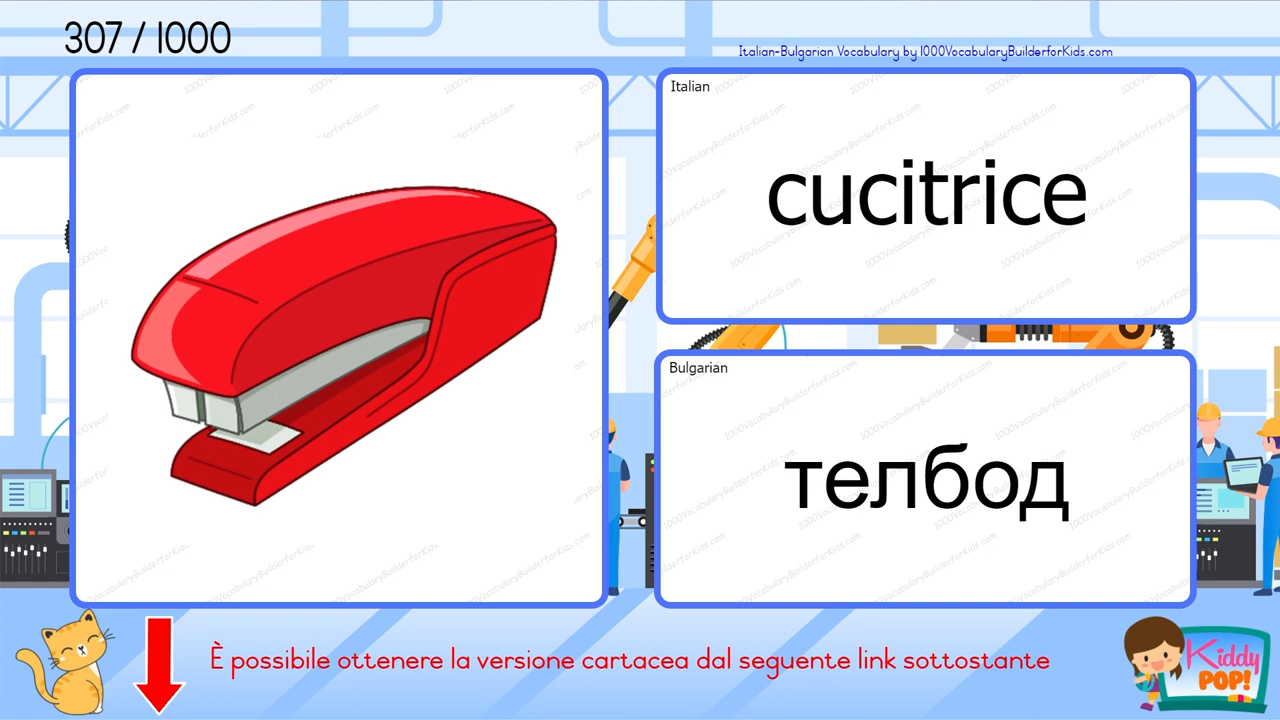 307 / 1000
Italian-Bulgarian Vocabulary by 1000VocabularyBuilderforKids.com
Italian
cucitrice
Bulgarian
телбод
È possibile ottenere la versione cartacea dal seguente link sottostante
Kiddy
POP!